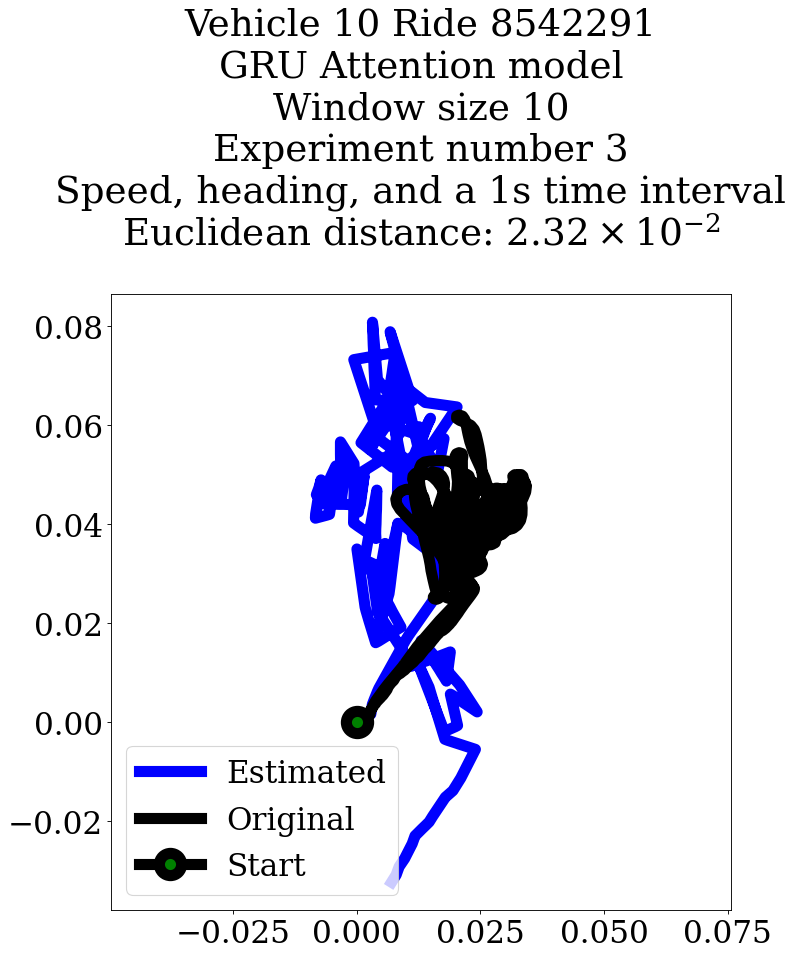 Vehicle 10 Ride 8542291
GRU Attention model
Window size 10
Experiment number 3
Speed, heading, and a 1s time interval
Euclidean distance: 2.32 × 10⁻²
0.08
0.06
0.04
0.02
0.00
−0.02
Estimated
Original
Start
−0.025 0.000 0.025 0.050 0.075